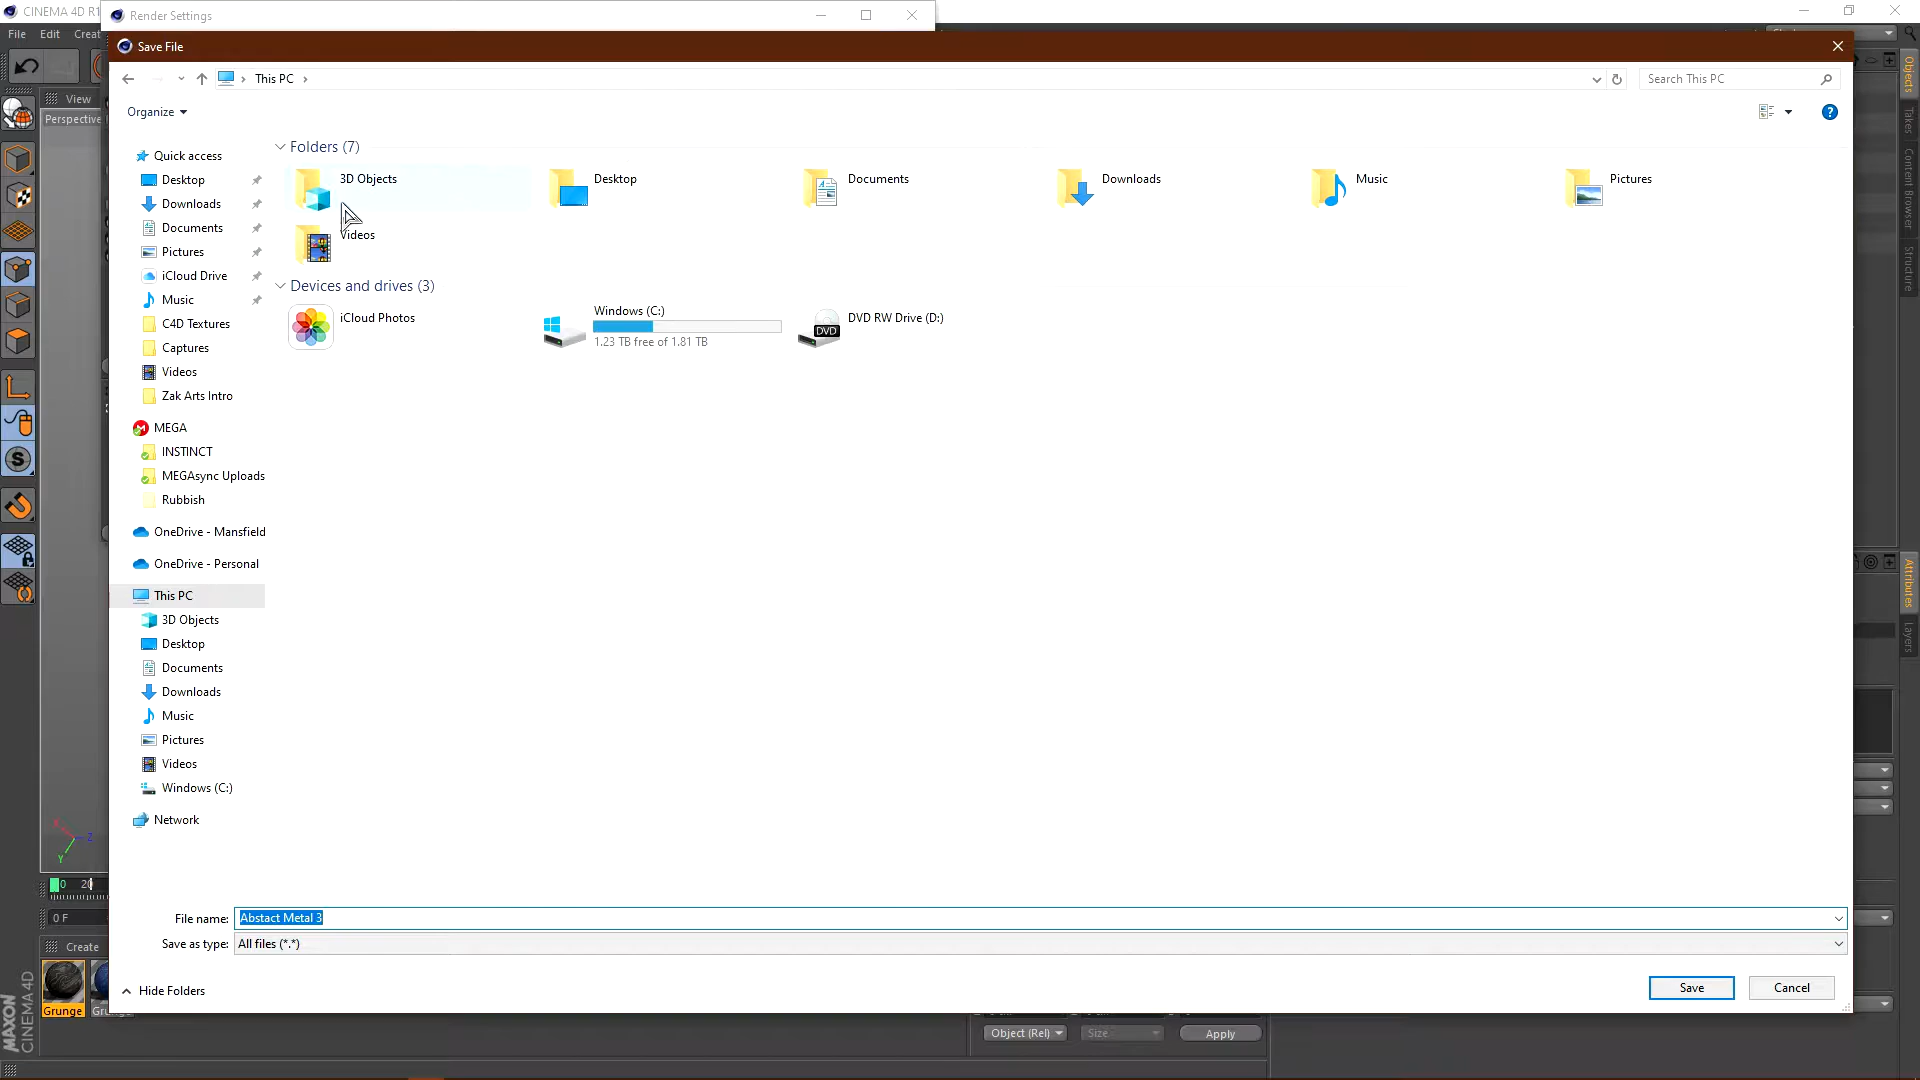 CINEMA 4D R1
Render Settings
File Edit Creat
Save File
This PC
Search This PC
Organize
View
Perspective
Folders (7)
3D Objects
Desktop
Documents
Downloads
Music
Pictures
Videos
Devices and drives (3)
iCloud Photos
Windows (C:)
1.23 TB free of 1.81 TB
DVD
DVD RW Drive (D:)
Quick access
Desktop
Downloads
Documents
Pictures
iCloud Drive
Music
C4D Textures
Captures
Videos
Zak Arts Intro
MEGA
INSTINCT
MEGAsync Uploads
Rubbish
OneDrive - Mansfield
OneDrive - Personal
This PC
3D Objects
Desktop
Documents
Downloads
Music
Pictures
Videos
Windows (C:)
Network
Objects
Takes
Content Browser
Structure
Attributes
Layers
X
Z
Y
0 20
0 F
File name: Abstact Metal 3
Save as type: All files (*.*)
Hide Folders
Save
Cancel
Create
Grunge Grung
MAXON
CINEMA 4D
Object (Rel)
Size
Apply